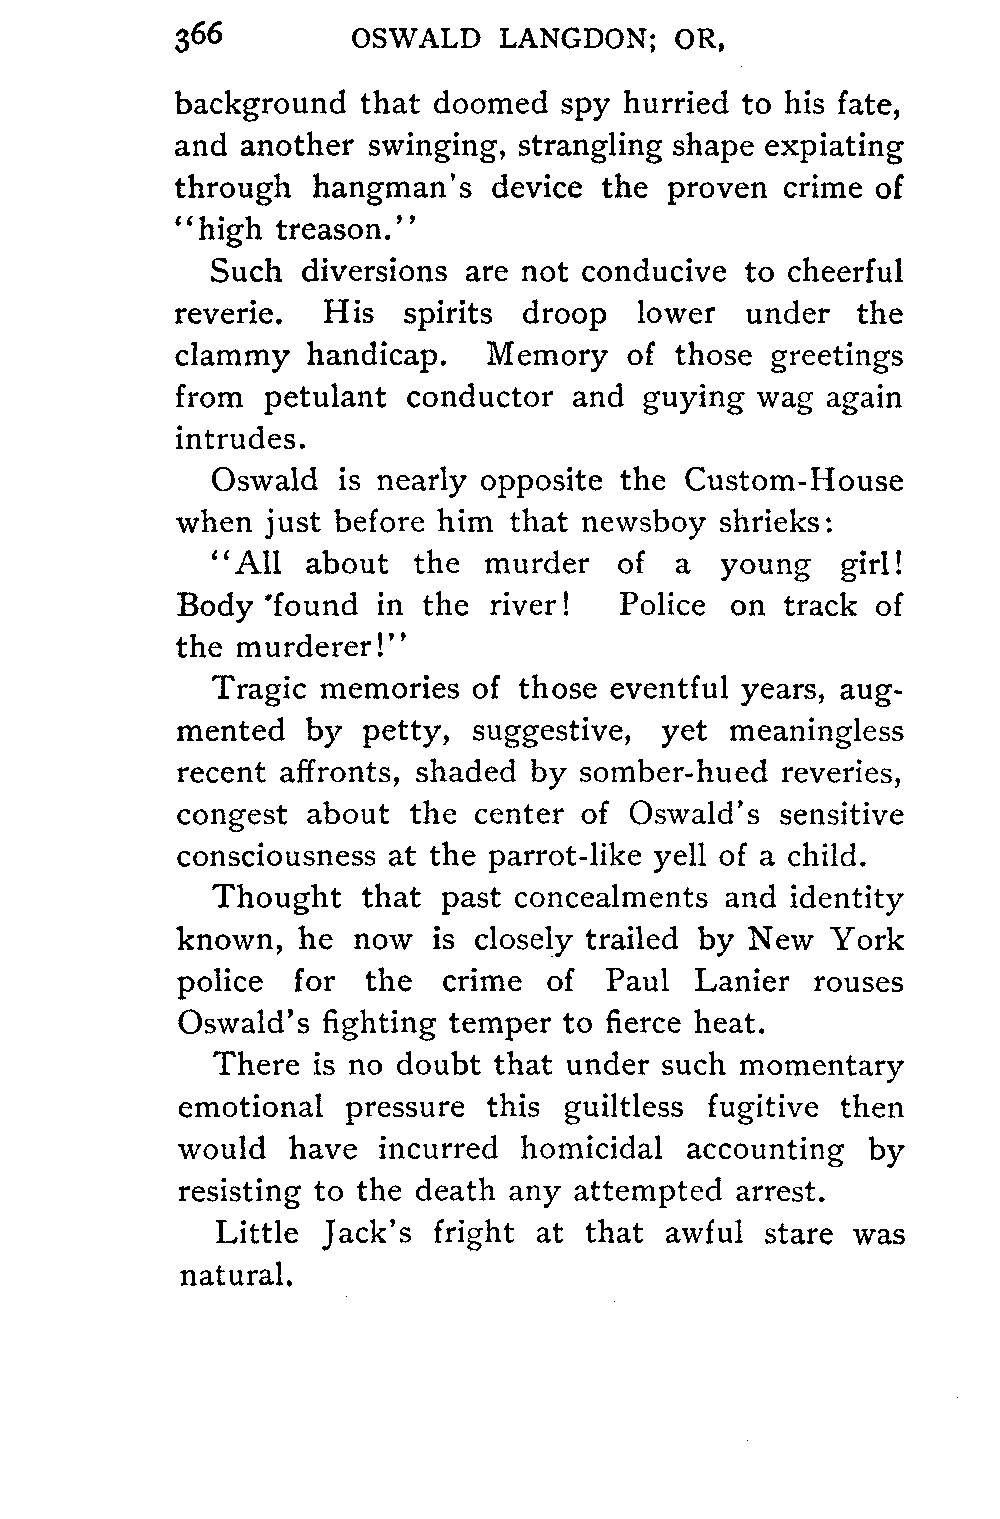 366 OSWALD LANGDON; OR,
background that doomed spy hurried to his fate,
and another swinging, strangling shape expiating
through hangman's device the proven crime of
“high treason.”
Such diversions are not conducive to cheerful
reverie. His spirits droop lower under the
clammy handicap. Memory of those greetings
from petulant conductor and guying wag again
intrudes.
Oswald is nearly opposite the Custom-House
when just before him that newsboy shrieks:
“All about the murder of a young girl!
Body 'found in the river! Police on track of
the murderer!”
Tragic memories of those eventful years, aug-
mented by petty, suggestive, yet meaningless
recent affronts, shaded by somber-hued reveries,
congest about the center of Oswald's sensitive
consciousness at the parrot-like yell of a child.
Thought that past concealments and identity
known, he now is closely trailed by New York
police for the crime of Paul Lanier rouses
Oswald's fighting temper to fierce heat.
There is no doubt that under such momentary
emotional pressure this guiltless fugitive then
would have incurred homicidal accounting by
resisting to the death any attempted arrest.
Little Jack's fright at that awful stare was
natural.